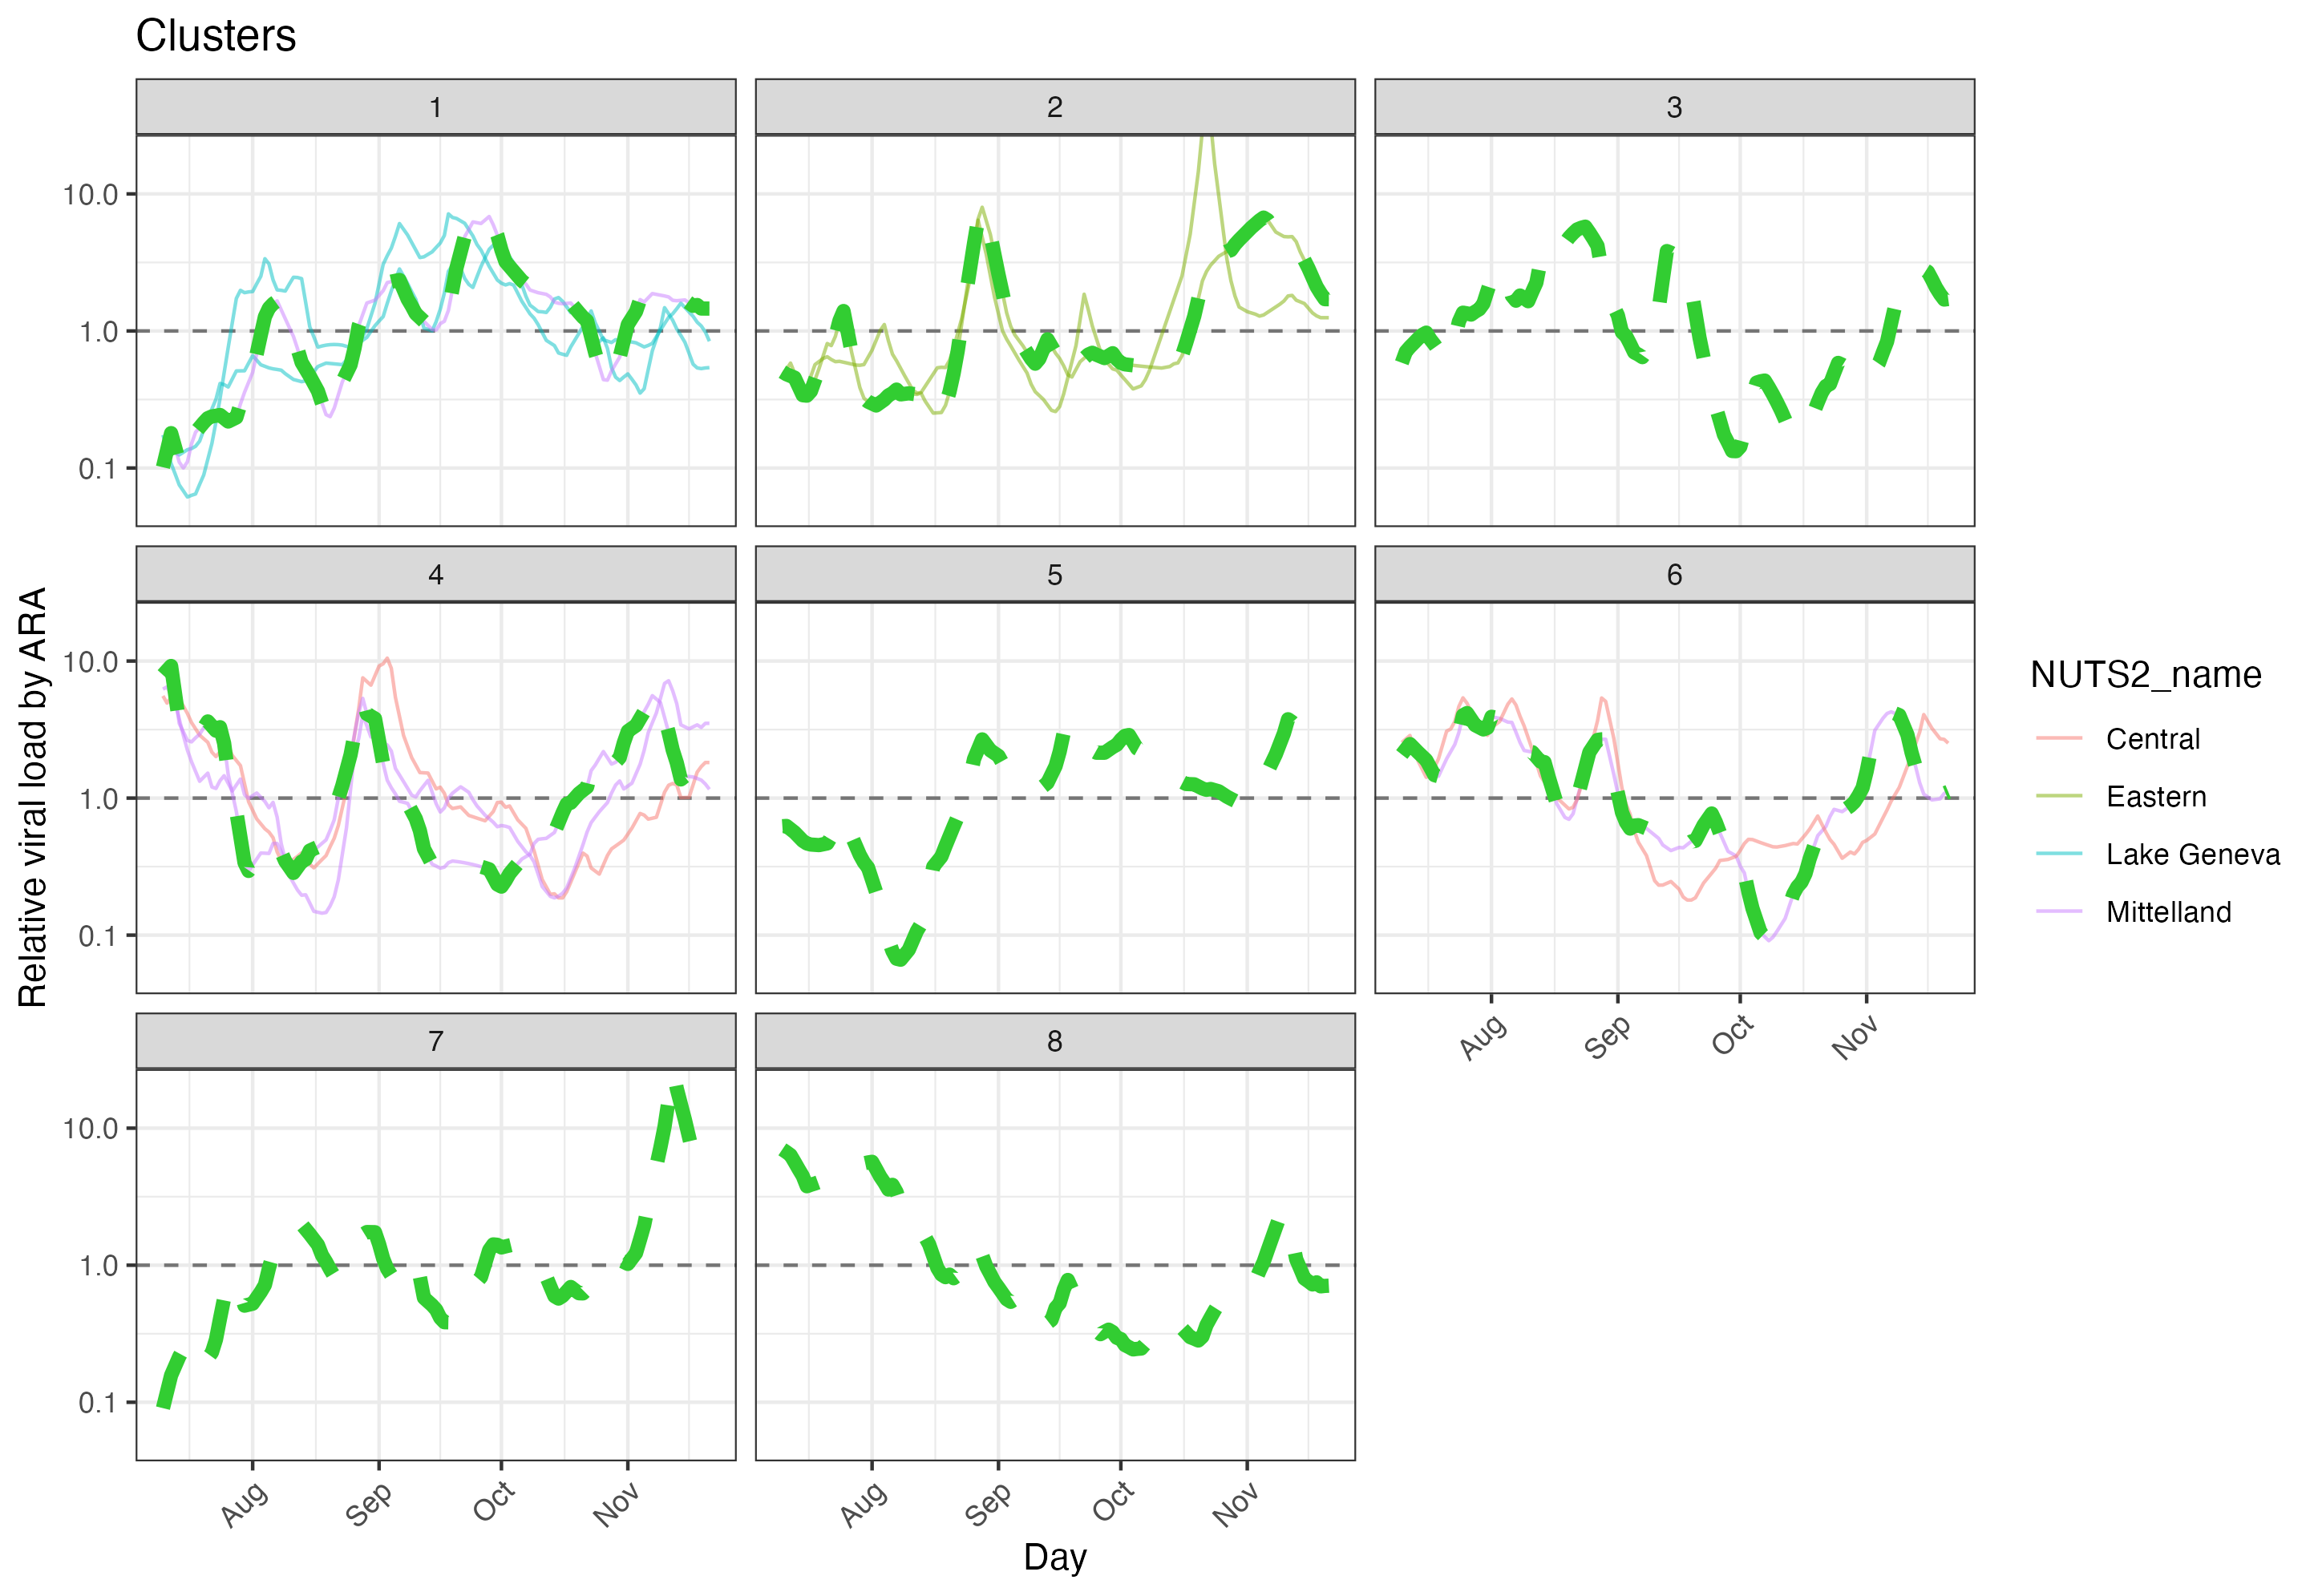 Clusters
1
2
3
10.0
1.0
0.1
4
5
6
10.0
1.0
0.1
Relative viral load by ARA
Aug
Sep
Oct
Nov
7
8
10.0
1.0
0.1
Aug
Sep
Oct
Nov
Aug
Sep
Oct
Nov
Day
NUTS2_name
Central
Eastern
Lake Geneva
Mittelland